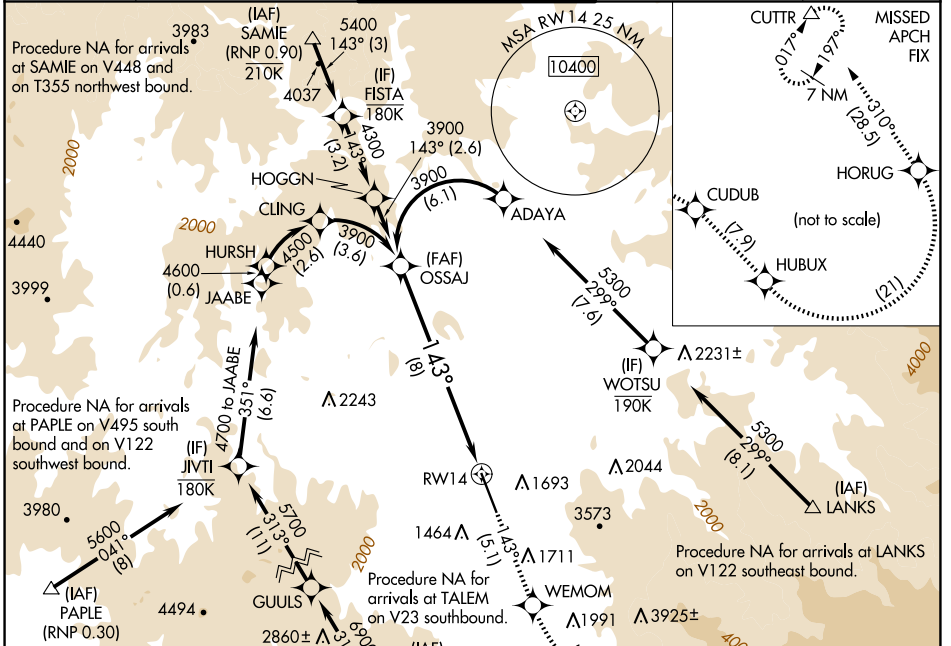 Procedure NA for arrivals
at SAMIE on V448 and
on T355 northwest bound.
3983
(IAF)
SAMIE
(RNP 0.90)
210K
5400
143° (3)
4037
(IF)
FISTA
180K
4300
143°
(3.2)
3900
143° (2.6)
HOGGN
3900
(6.1)
ADAYA
MSA RW14 25 NM
10400
CUTTR
017°
197°
7 NM
MISSED
APCH
FIX
310°
(28.5)
HORUG
CUDUB
(not to scale)
(7.9)
HUBUX
(21)
2000
2000
4440
3999
CLING
HURSH
4500
(2.6)
3900
(3.6)
4600
(0.6)
JAABE
(FAF)
OSSAJ
5300
299°
(7.6)
(IF)
WOTSU
190K
2231±
4000
143°
(8)
2243
4700 to JAABE
351°
(6.6)
Procedure NA for arrivals
at PAPLE on V495 south
bound and on V122
southwest bound.
(IF)
JIVTI
180K
5300
299°
(8.1)
(IAF)
LANKS
RW14
1693
2044
3980
5600
041°
(8)
5700
313°
(11)
2000
1464
143°
(5.1)
1711
3573
2000
Procedure NA for arrivals at LANKS
on V122 southeast bound.
(IAF)
PAPLE
(RNP 0.30)
GUULS
Procedure NA for
arrivals at TALEM
on V23 southbound.
WEMOM
4494
2860±
6900
31
(IAF)
1991
3925±
400